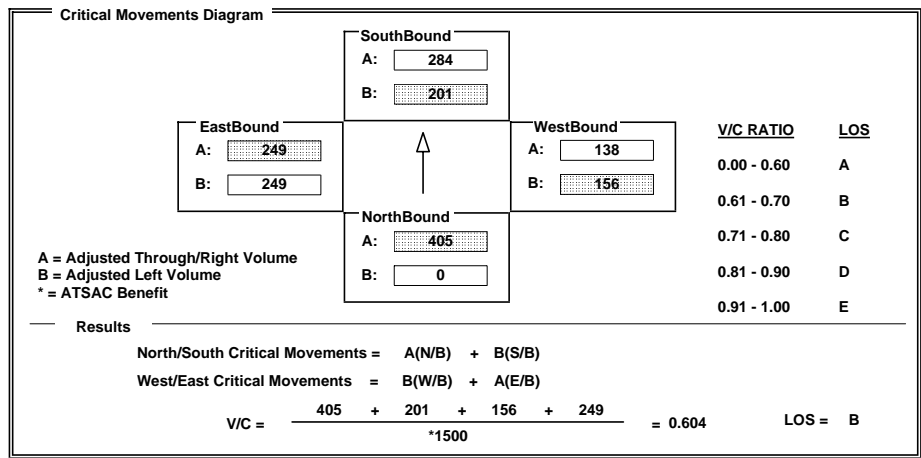 Critical Movements Diagram
SouthBound
A: 284
B: 201
EastBound
A: 249
B: 249
WestBound
A: 138
B: 156
NorthBound
A: 405
B: 0
A = Adjusted Through/Right Volume
B = Adjusted Left Volume
* = ATSAC Benefit
V/C RATIO LOS
0.00 - 0.60 A
0.61 - 0.70 B
0.71 - 0.80 C
0.81 - 0.90 D
0.91 - 1.00 E
Results
North/South Critical Movements = A(N/B) + B(S/B)
West/East Critical Movements = B(W/B) + A(E/B)
405 + 201 + 156 + 249
V/C = = 0.604 LOS = B
*1500